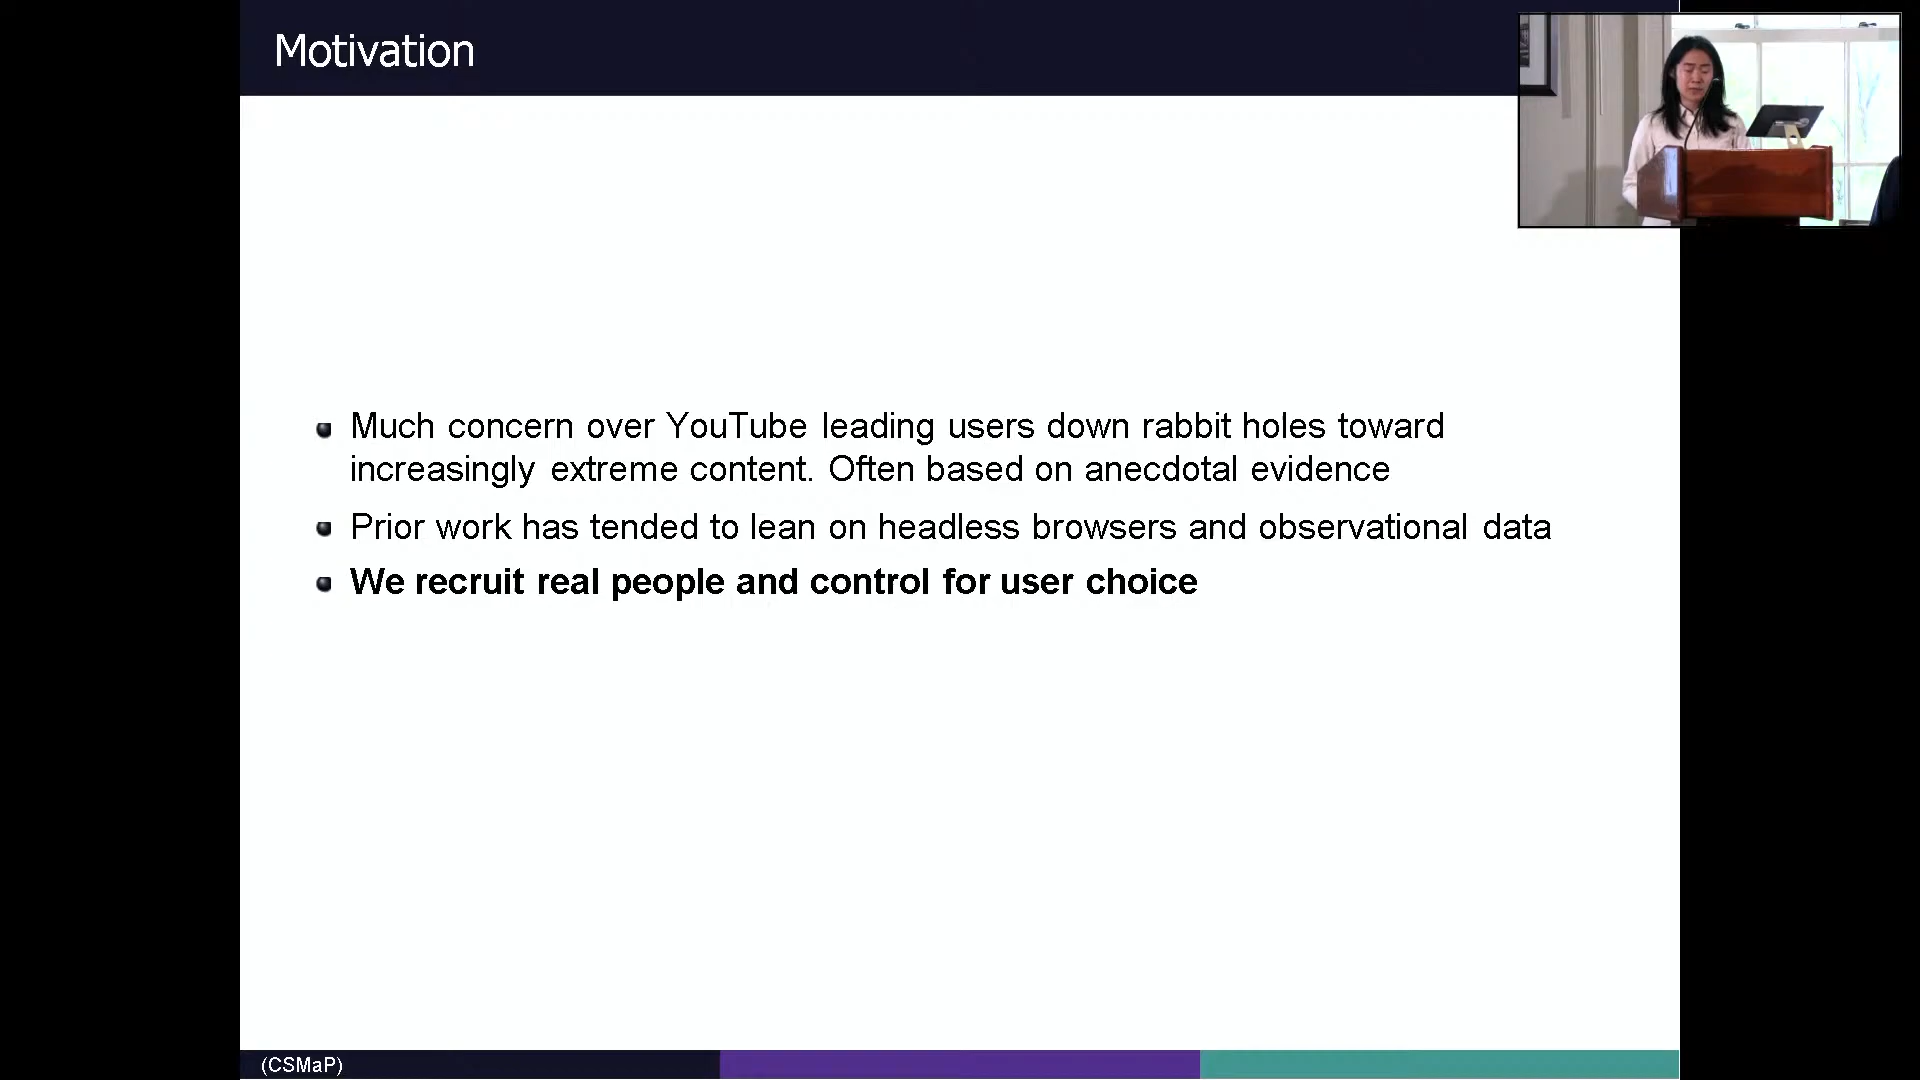 Motivation
Much concern over YouTube leading users down rabbit holes toward
increasingly extreme content. Often based on anecdotal evidence
Prior work has tended to lean on headless browsers and observational data
We recruit real people and control for user choice
(CSMaP)